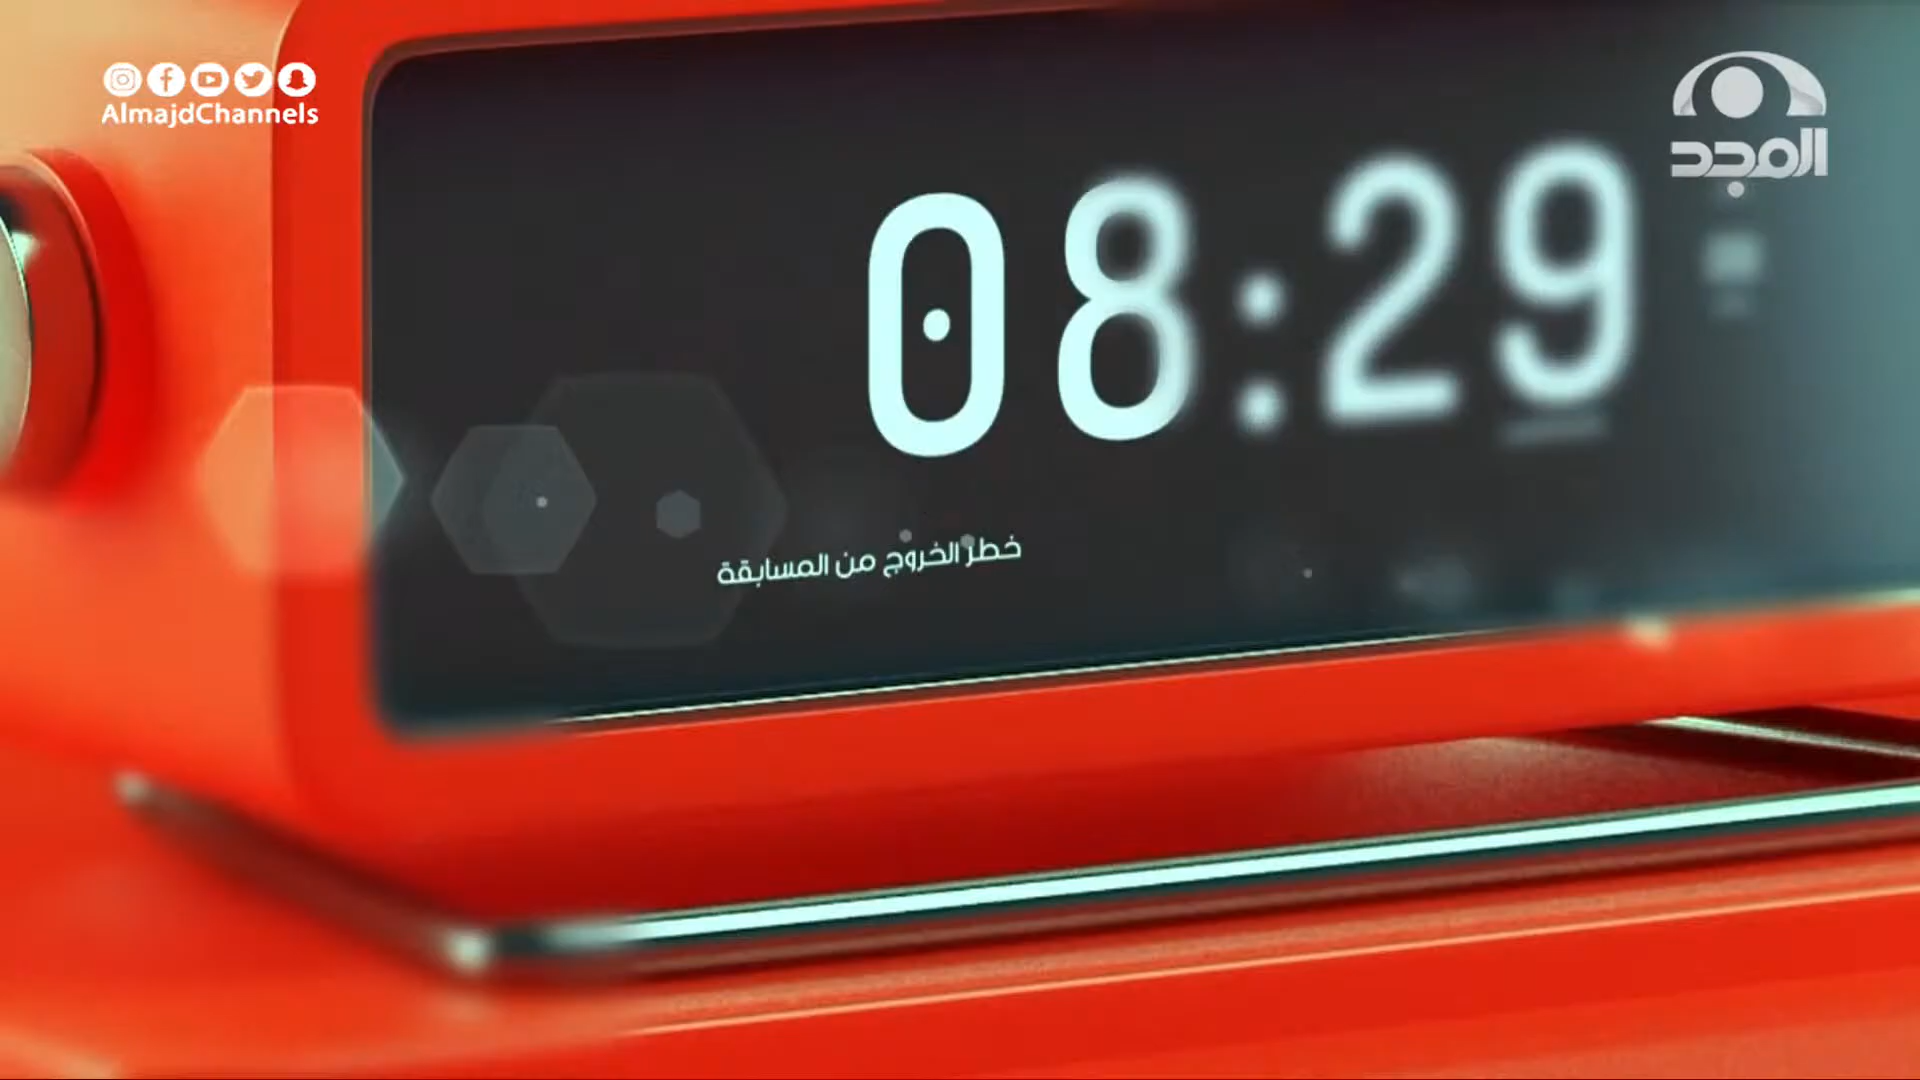 AlmajdChannels
المجد
08:29
خطر الخروج من المسابقة